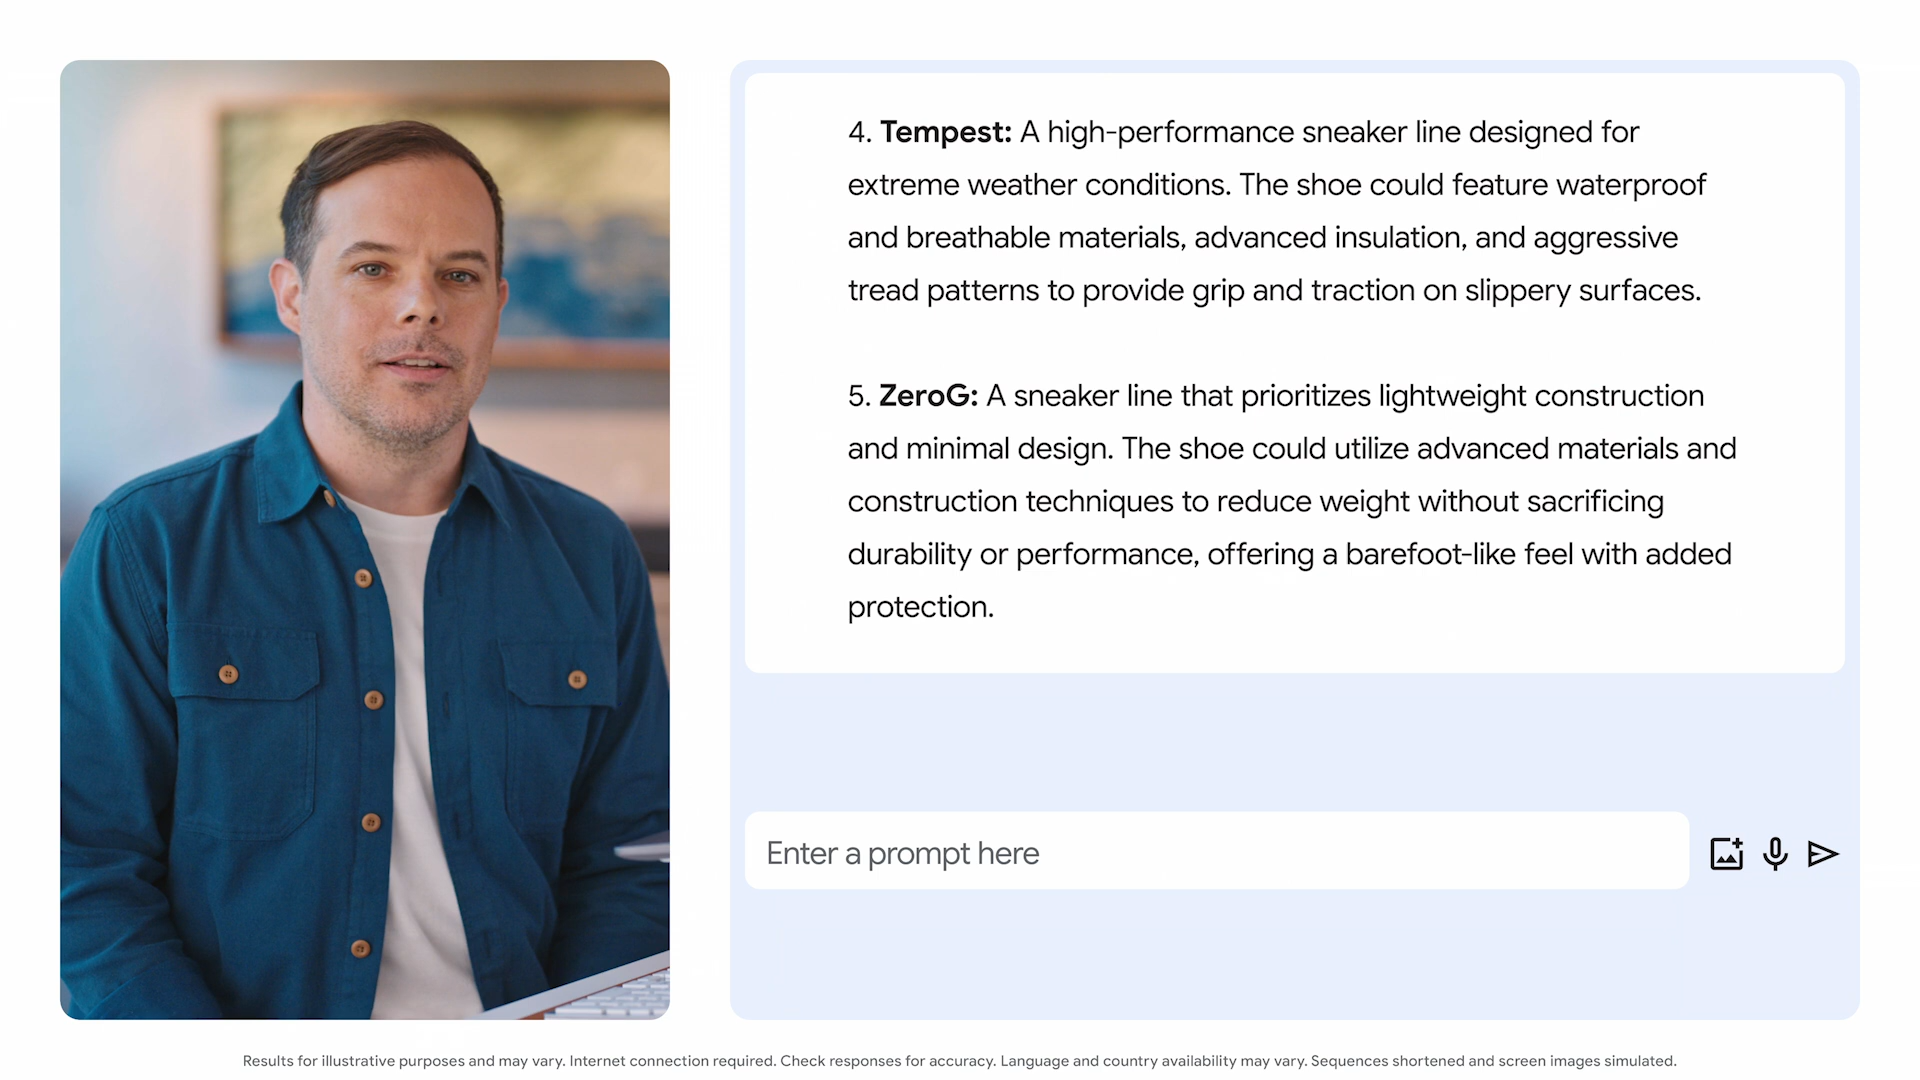 4. Tempest: A high-performance sneaker line designed for
extreme weather conditions. The shoe could feature waterproof
and breathable materials, advanced insulation, and aggressive
tread patterns to provide grip and traction on slippery surfaces.
5. ZeroG: A sneaker line that prioritizes lightweight construction
and minimal design. The shoe could utilize advanced materials and
construction techniques to reduce weight without sacrificing
durability or performance, offering a barefoot-like feel with added
protection.
Enter a prompt here
Results for illustrative purposes and may vary. Internet connection required. Check responses for accuracy. Language and country availability may vary. Sequences shortened and screen images simulated.